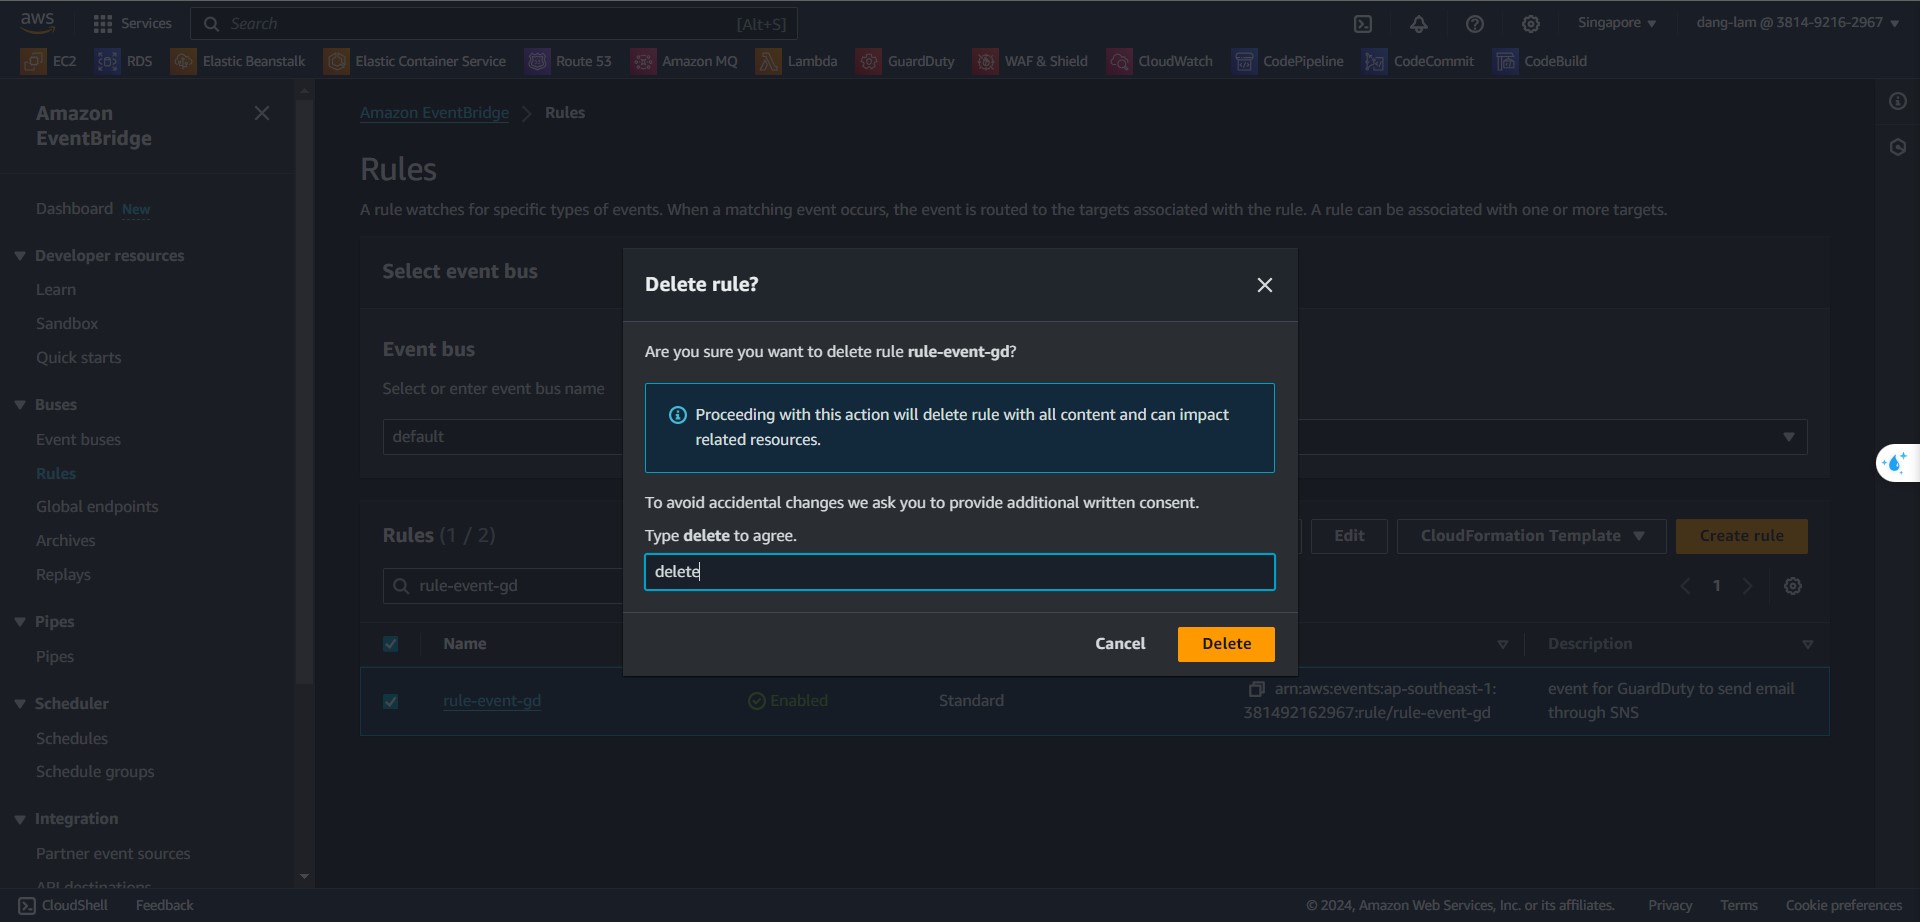 aws
Services
Search
[Alt+S]
Singapore
dang-lam @ 3814-9216-2967
EC2
RDS
Elastic Beanstalk
Elastic Container Service
Route 53
Amazon MQ
Lambda
GuardDuty
WAF & Shield
CloudWatch
CodePipeline
CodeCommit
CodeBuild
Amazon
EventBridge
Dashboard New
Developer resources
Learn
Sandbox
Quick starts
Buses
Event buses
Rules
Global endpoints
Archives
Replays
Pipes
Pipes
Scheduler
Schedules
Schedule groups
Integration
Partner event sources
API destinations
Amazon EventBridge
Rules
Rules
A rule watches for specific types of events. When a matching event occurs, the event is routed to the targets associated with the rule. A rule can be associated with one or more targets.
Select event bus
Event bus
Select or enter event bus name
default
Delete rule?
Are you sure you want to delete rule rule-event-gd?
Proceeding with this action will delete rule with all content and can impact
related resources.
To avoid accidental changes we ask you to provide additional written consent.
Type delete to agree.
delete
Cancel
Delete
Rules (1 / 2)
Edit
CloudFormation Template
Create rule
rule-event-gd
1
Name
Description
rule-event-gd
Enabled
Standard
arn:aws:events:ap-southeast-1:
381492162967:rule/rule-event-gd
event for GuardDuty to send email
through SNS
CloudShell
Feedback
© 2024, Amazon Web Services, Inc. or its affiliates.
Privacy
Terms
Cookie preferences